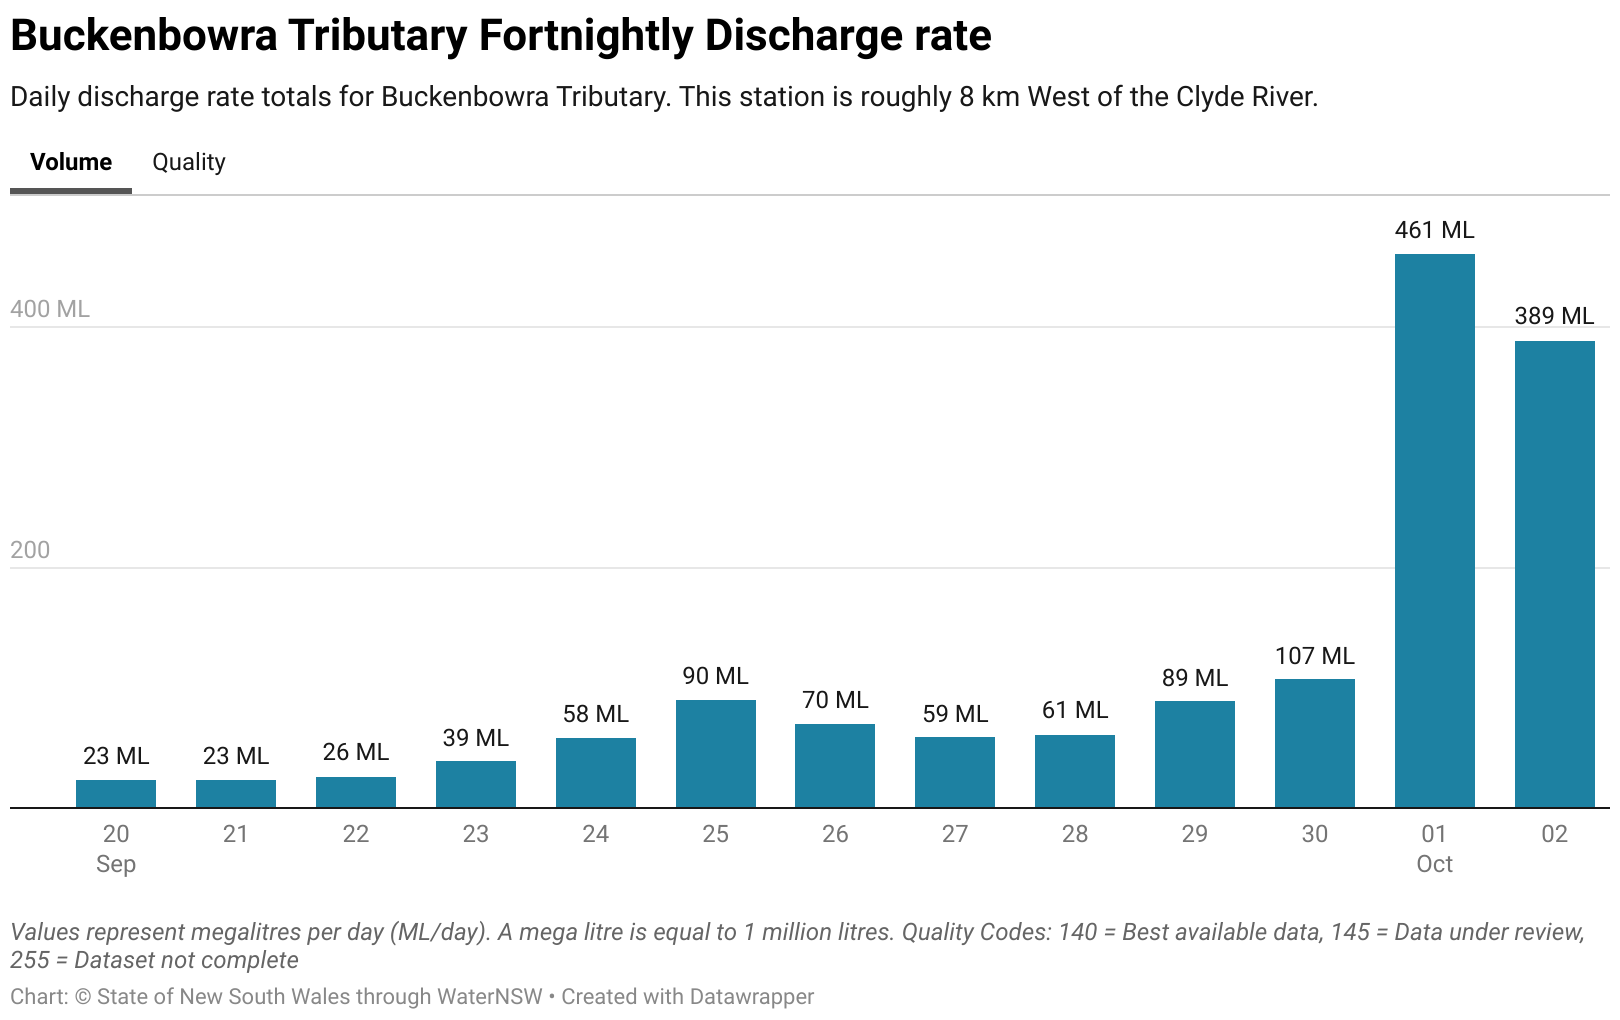 Buckenbowra Tributary Fortnightly Discharge rate
Daily discharge rate totals for Buckenbowra Tributary. This station is roughly 8 km West of the Clyde River.
Volume Quality
461 ML
400 ML
389 ML
200
107 ML
90 ML
89 ML
70 ML
58 ML
59 ML
61 ML
39 ML
23 ML
23 ML
26 ML
20 21 22 23 24 25 26 27 28 29 30 01 02
Sep Oct
Values represent megalitres per day (ML/day). A mega litre is equal to 1 million litres. Quality Codes: 140 = Best available data, 145 = Data under review,
255 = Dataset not complete
Chart: © State of New South Wales through WaterNSW • Created with Datawrapper